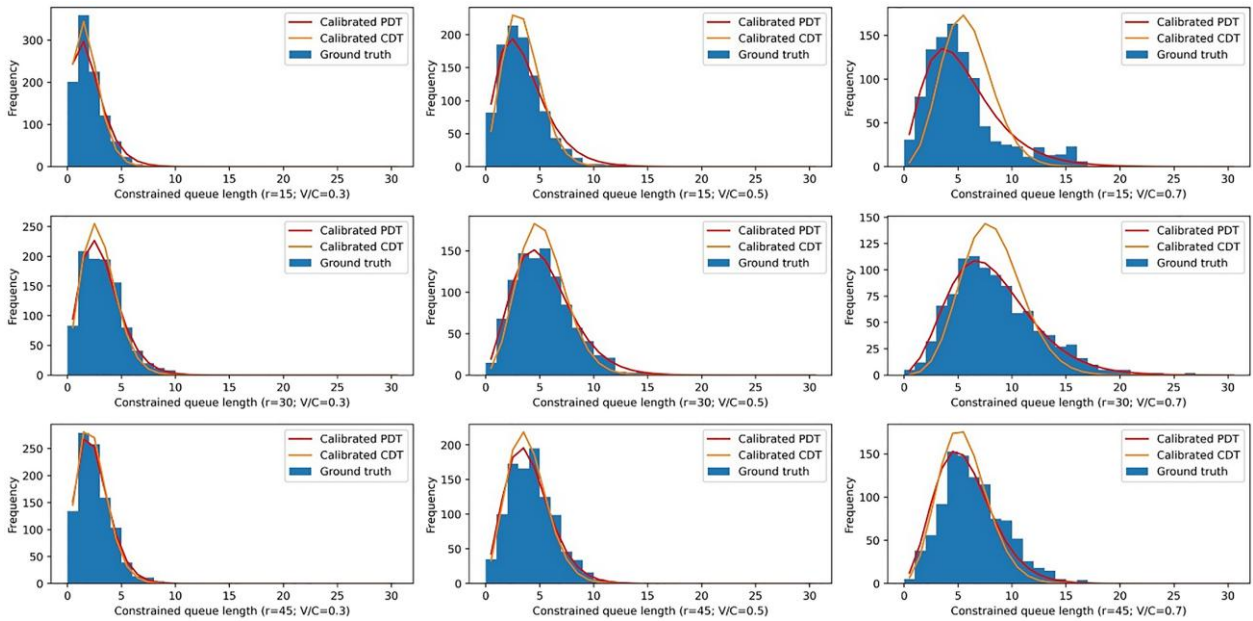 Calibrated PDT
Calibrated CDT
Ground truth
Frequency
300
200
100
0
0 5 10 15 20 25 30
Constrained queue length (r=15; V/C=0.3)
Calibrated PDT
Calibrated CDT
Ground truth
Frequency
200
150
100
50
0
0 5 10 15 20 25 30
Constrained queue length (r=15; V/C=0.5)
Calibrated PDT
Calibrated CDT
Ground truth
Frequency
150
100
50
0
0 5 10 15 20 25 30
Constrained queue length (r=15; V/C=0.7)
Calibrated PDT
Calibrated CDT
Ground truth
Frequency
250
200
150
100
50
0
0 5 10 15 20 25 30
Constrained queue length (r=30; V/C=0.3)
Calibrated PDT
Calibrated CDT
Ground truth
Frequency
150
100
50
0
0 5 10 15 20 25 30
Constrained queue length (r=30; V/C=0.5)
Calibrated PDT
Calibrated CDT
Ground truth
Frequency
150
125
100
75
50
25
0
0 5 10 15 20 25 30
Constrained queue length (r=30; V/C=0.7)
Calibrated PDT
Calibrated CDT
Ground truth
Frequency
250
200
150
100
50
0
0 5 10 15 20 25 30
Constrained queue length (r=45; V/C=0.3)
Calibrated PDT
Calibrated CDT
Ground truth
Frequency
200
150
100
50
0
0 5 10 15 20 25 30
Constrained queue length (r=45; V/C=0.5)
Calibrated PDT
Calibrated CDT
Ground truth
Frequency
150
100
50
0
0 5 10 15 20 25 30
Constrained queue length (r=45; V/C=0.7)